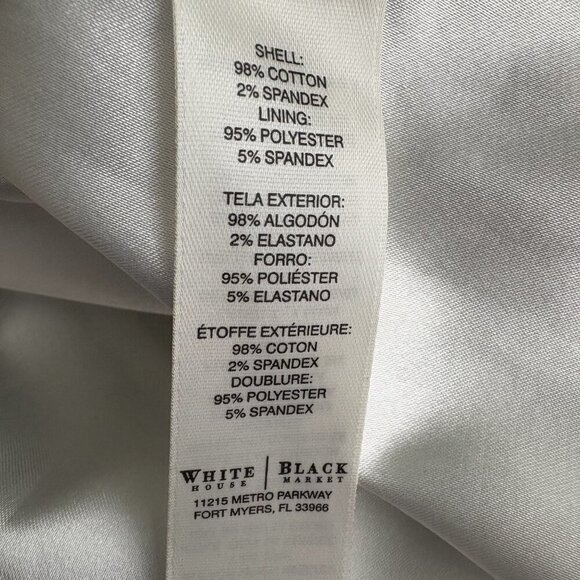 SHELL:
98% COTTON
2% SPANDEX
LINING:
95% POLYESTER
5% SPANDEX
TELA EXTERIOR:
98% ALGODÓN
2% ELASTANO
FORRO:
95% POLIÉSTER
5% ELASTANO
ÉTOFFE EXTÉRIEURE:
98% COTON
2% SPANDEX
DOUBLURE:
95% POLYESTER
5% SPANDEX
WHITE | BLACK
HOUSE | MARKET
11215 METRO PARKWAY
FORT MYERS, FL 33966